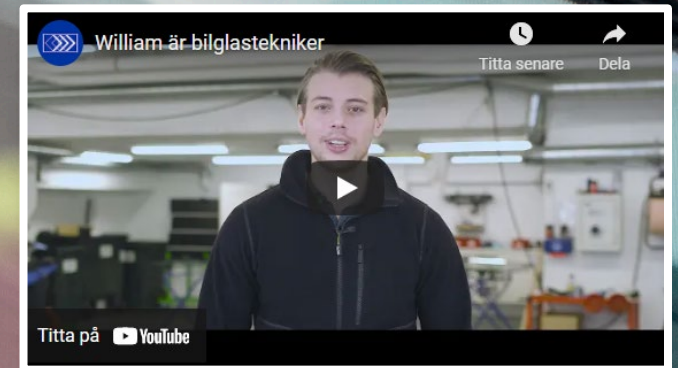 William är bilglastekniker
Titta senare
Dela
Titta på YouTube